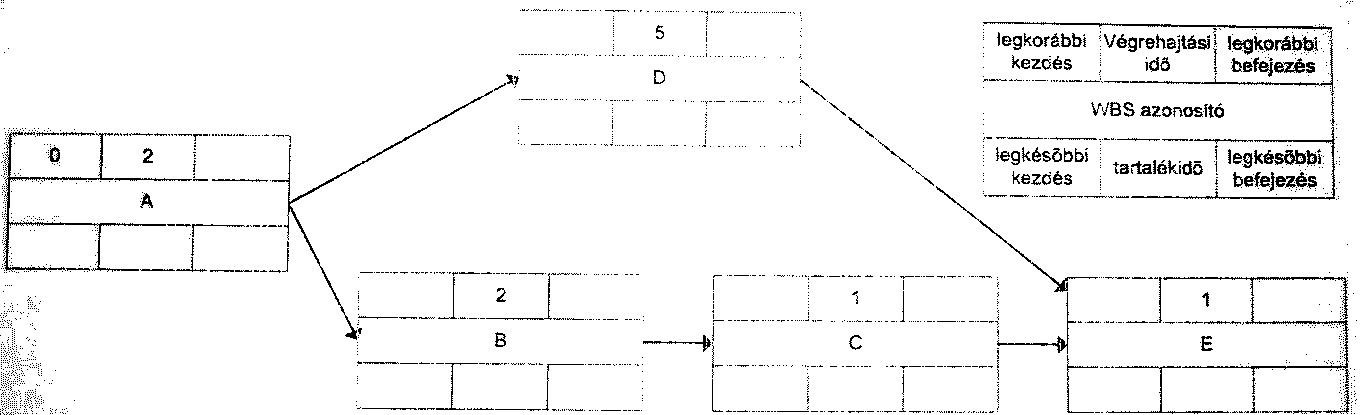 5
D
legkorábbi kezdés
Végrehajtási idő
legkorábbi befejezés
WBS azonosító
legkésőbbi kezdés
tartalékidő
legkésőbbi befejezés
0 2
A
2
B
1
C
1
E